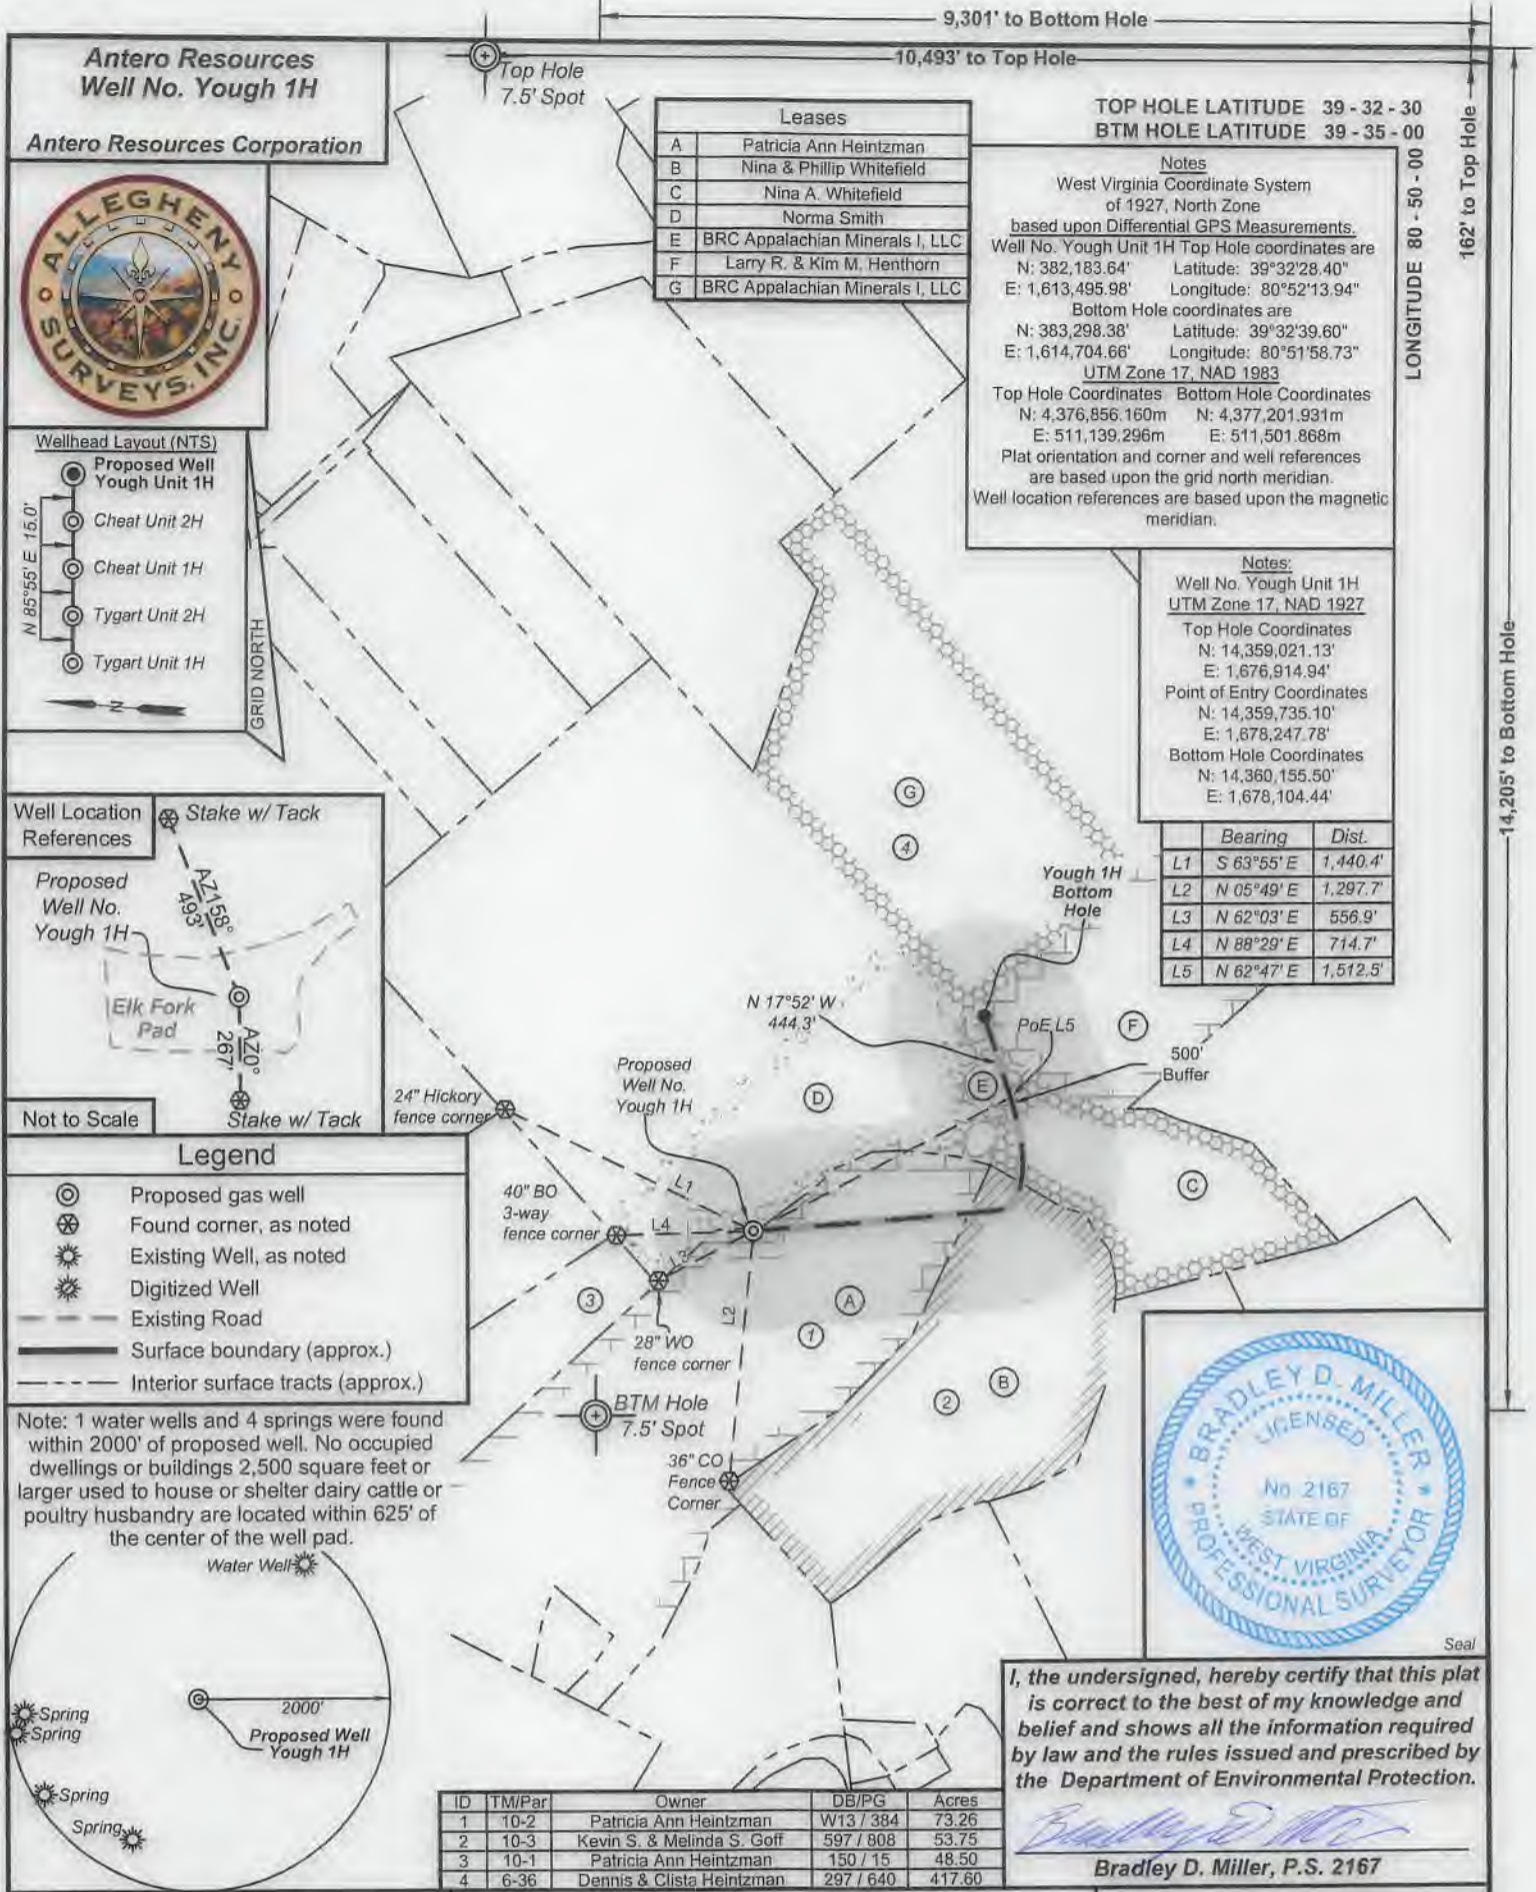 9,301' to Bottom Hole
10,493' to Top Hole
Antero Resources
Well No. Yough 1H
Antero Resources Corporation
Top Hole
7.5' Spot
ALLEGHENY
SURVEYS, INC.
Leases
A Patricia Ann Heintzman
B Nina & Phillip Whitefield
C Nina A. Whitefield
D Norma Smith
E BRC Appalachian Minerals I, LLC
F Larry R. & Kim M. Henthorn
G BRC Appalachian Minerals I, LLC
TOP HOLE LATITUDE 39 - 32 - 30
BTM HOLE LATITUDE 39 - 35 - 00
LONGITUDE 80 - 50 - 00
162' to Top Hole
14,205' to Bottom Hole
Notes
West Virginia Coordinate System
of 1927, North Zone
based upon Differential GPS Measurements.
Well No. Yough Unit 1H Top Hole coordinates are
N: 382,183.64' Latitude: 39°32'28.40"
E: 1,613,495.98' Longitude: 80°52'13.94"
Bottom Hole coordinates are
N: 383,298.38' Latitude: 39°32'39.60"
E: 1,614,704.66' Longitude: 80°51'58.73"
UTM Zone 17, NAD 1983
Top Hole Coordinates Bottom Hole Coordinates
N: 4,376,856.160m N: 4,377,201.931m
E: 511,139.296m E: 511,501.868m
Plat orientation and corner and well references
are based upon the grid north meridian.
Well location references are based upon the magnetic
meridian.
Notes:
Well No. Yough Unit 1H
UTM Zone 17, NAD 1927
Top Hole Coordinates
N: 14,359,021.13'
E: 1,676,914.94'
Point of Entry Coordinates
N: 14,359,735.10'
E: 1,678,247.78'
Bottom Hole Coordinates
N: 14,360,155.50'
E: 1,678,104.44'
Bearing Dist.
L1 S 63°55' E 1,440.4'
L2 N 05°49' E 1,297.7'
L3 N 62°03' E 556.9'
L4 N 88°29' E 714.7'
L5 N 62°47' E 1,512.5'
Wellhead Layout (NTS)
Proposed Well
Yough Unit 1H
Cheat Unit 2H
Cheat Unit 1H
Tygart Unit 2H
Tygart Unit 1H
N 85°55' E 15.0'
N
GRID NORTH
Well Location
References
Stake w/ Tack
Proposed
Well No.
Yough 1H
AZ158°
493'
Elk Fork
Pad
AZ0°
267'
Not to Scale
Stake w/ Tack
G
4
Yough 1H
Bottom
Hole
N 17°52' W
444.3'
PoE L5
F
500'
Buffer
E
D
C
Proposed
Well No.
Yough 1H
24" Hickory
fence corner
L1
40" BO
3-way
fence corner
L4
L3
L2
3
28" WO
fence corner
A
1
B
2
BTM Hole
7.5' Spot
36" CO
Fence
Corner
Legend
Proposed gas well
Found corner, as noted
Existing Well, as noted
Digitized Well
Existing Road
Surface boundary (approx.)
Interior surface tracts (approx.)
Note: 1 water wells and 4 springs were found
within 2000' of proposed well. No occupied
dwellings or buildings 2,500 square feet or
larger used to house or shelter dairy cattle or
poultry husbandry are located within 625' of
the center of the well pad.
Water Well
2000'
Proposed Well
Yough 1H
Spring
Spring
Spring
Spring
BRADLEY D. MILLER
LICENSED
No. 2167
STATE OF
WEST VIRGINIA
PROFESSIONAL SURVEYOR
Seal
I, the undersigned, hereby certify that this plat
is correct to the best of my knowledge and
belief and shows all the information required
by law and the rules issued and prescribed by
the Department of Environmental Protection.
Bradley D. Miller, P.S. 2167
ID TM/Par Owner DB/PG Acres
1 10-2 Patricia Ann Heintzman W13 / 384 73.26
2 10-3 Kevin S. & Melinda S. Goff 597 / 808 53.75
3 10-1 Patricia Ann Heintzman 150 / 15 48.50
4 6-36 Dennis & Clista Heintzman 297 / 640 417.60